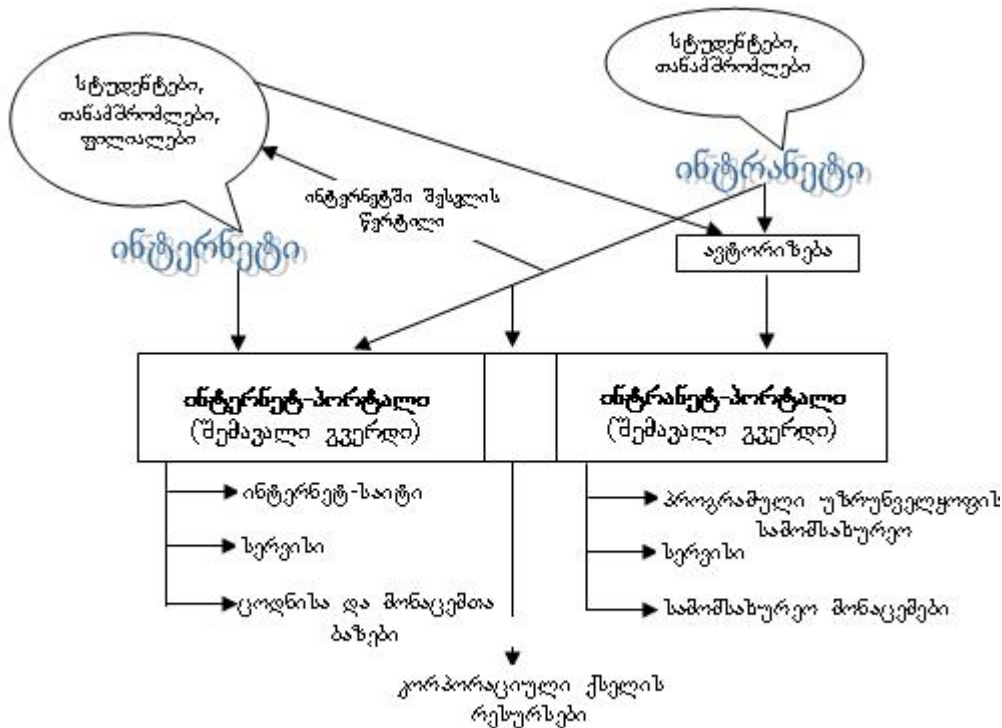 სტუდენტები,
თანამშრომლები,
ფილიალები
სტუდენტები,
თანამშრომლები
ინტრანეტი
ინტერნეტში შესვლის
წერტილი
ინტერნეტი
ავტორიზება
ინტერნეტ-პორტალი
(შემავალი გვერდი)
ინტრანეტ-პორტალი
(შემავალი გვერდი)
ინტერნეტ-საიტი
სერვისი
ცოდნისა და მონაცემთა
ბაზები
პროგრამული უზრუნველყოფის
სამომსახურეო
სერვისი
სამომსახურეო მონაცემები
კორპორაციული ქსელის
რესურსები